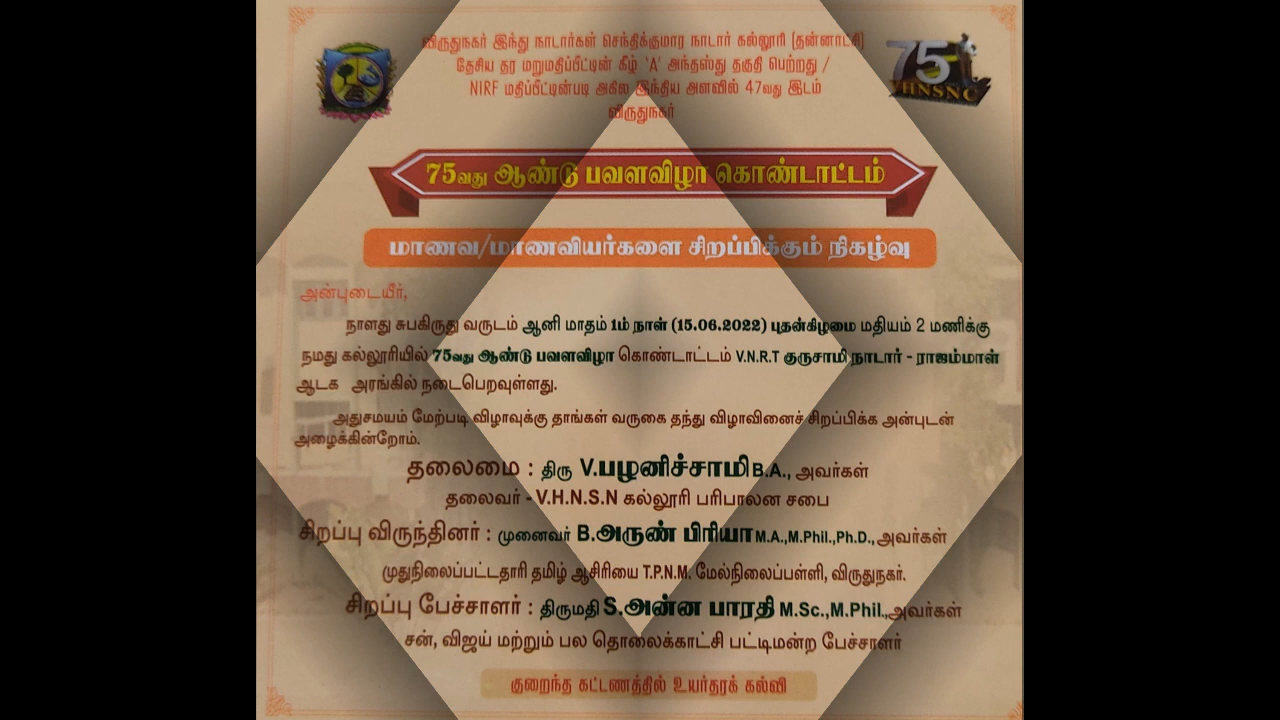 விருதுநகர் இந்து நாடார்கள் செந்திக்குமார நாடார் கல்லூரி (தன்னாட்சி)
தேசிய தர மறுமதிப்பீட்டின் கீழ் 'A' அந்தஸ்து தகுதி பெற்றது /
NIRF மதிப்பீட்டின்படி அகில இந்திய அளவில் 47வது இடம்
விருதுநகர்
75
VHNSNC
75வது ஆண்டு பவளவிழா கொண்டாட்டம்
மாணவ/மாணவியர்களை சிறப்பிக்கும் நிகழ்வு
அன்புடையீர்,
நாளது சுபகிருது வருடம் ஆனி மாதம் 1ம் நாள் (15.06.2022) புதன்கிழமை மதியம் 2 மணிக்கு
நமது கல்லூரியில் 75வது ஆண்டு பவளவிழா கொண்டாட்டம் V.N.R.T குருசாமி நாடார் - ராஜம்மாள்
ஆடக அரங்கில் நடைபெறவுள்ளது.
அதுசமயம் மேற்படி விழாவுக்கு தாங்கள் வருகை தந்து விழாவினைச் சிறப்பிக்க அன்புடன்
அழைக்கின்றோம்.
தலைமை : திரு V.பழனிச்சாமி B.A., அவர்கள்
தலைவர் - V.H.N.S.N கல்லூரி பரிபாலன சபை
சிறப்பு விருந்தினர் : முனைவர் B.அருண் பிரியா M.A.,M.Phil.,Ph.D., அவர்கள்
முதுநிலைப்பட்டதாரி தமிழ் ஆசிரியை T.P.N.M. மேல்நிலைப்பள்ளி, விருதுநகர்.
சிறப்பு பேச்சாளர் : திருமதி S.அன்ன பாரதி M.Sc.,M.Phil.,அவர்கள்
சன், விஜய் மற்றும் பல தொலைக்காட்சி பட்டிமன்ற பேச்சாளர்
குறைந்த கட்டணத்தில் உயர்தரக் கல்வி